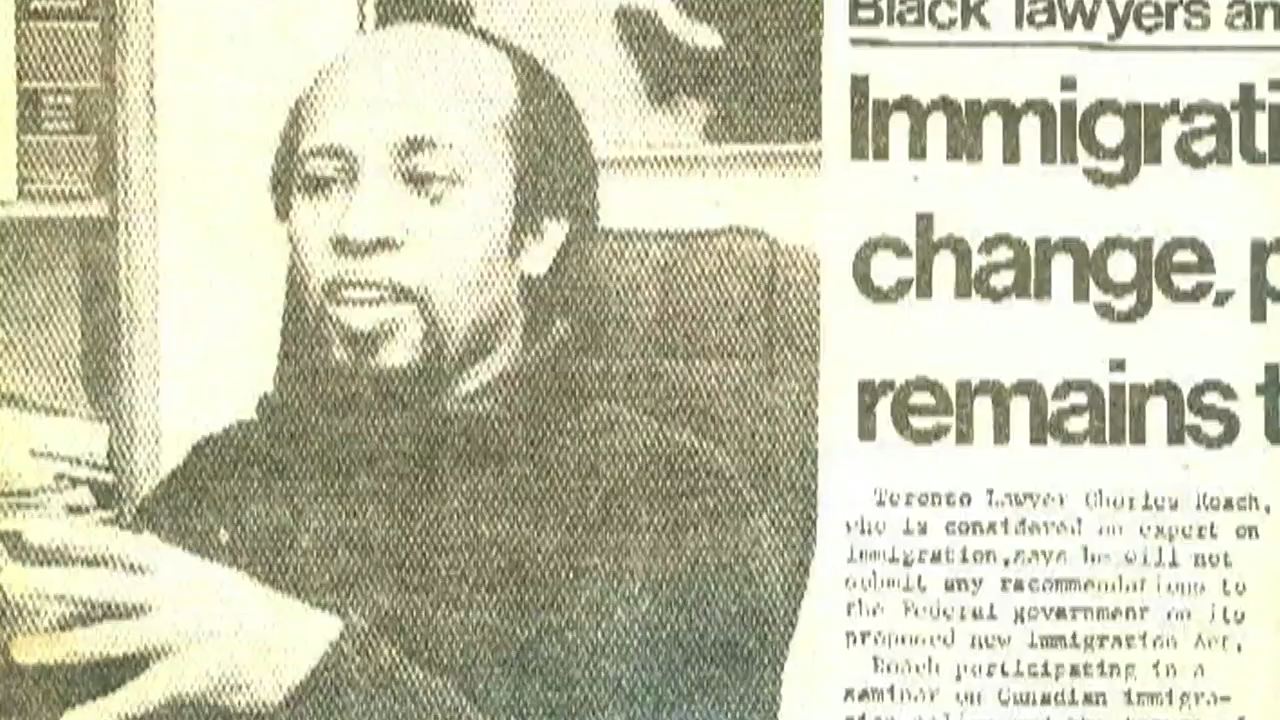 Black lawyers an
Immigrati
change, p
remains t
Toronto Lawyer Charles Roach,
who is considered an expert on
immigration, says he will not
submit any recommendations to
the Federal government on its
proposed new Immigration Act.
Roach participating in a
seminar on Canadian immigra-